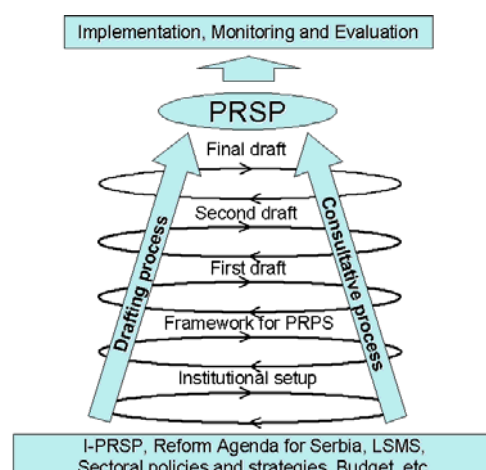 Implementation, Monitoring and Evaluation
PRSP
Final draft
Second draft
First draft
Framework for PRPS
Institutional setup
Drafting process
Consultative process
I-PRSP, Reform Agenda for Serbia, LSMS,
Sectoral policies and strategies, Budget, etc